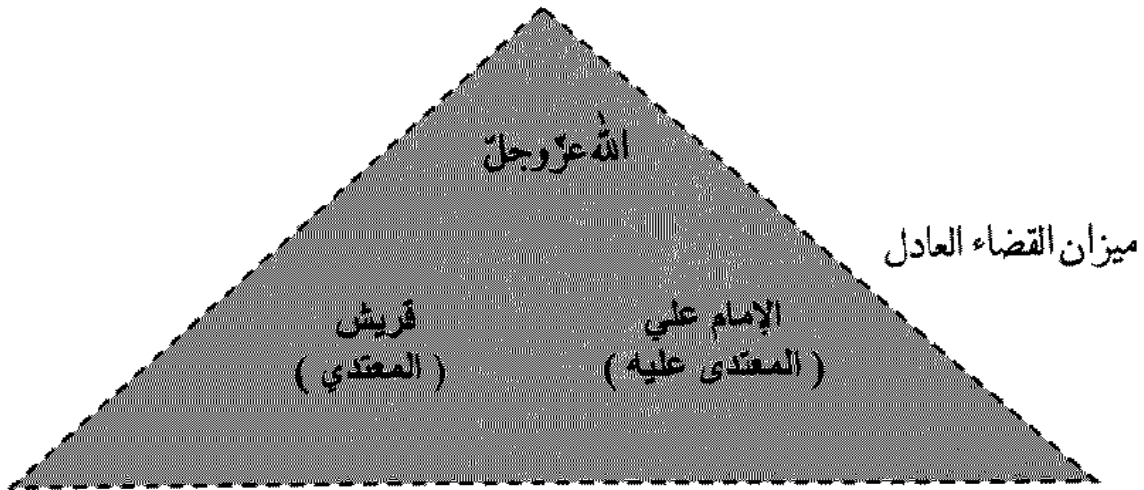 الله عزّ وجلّ
ميزان القضاء العادل
الإمام علي
( المعتدى عليه )
قريش
( المعتدي )